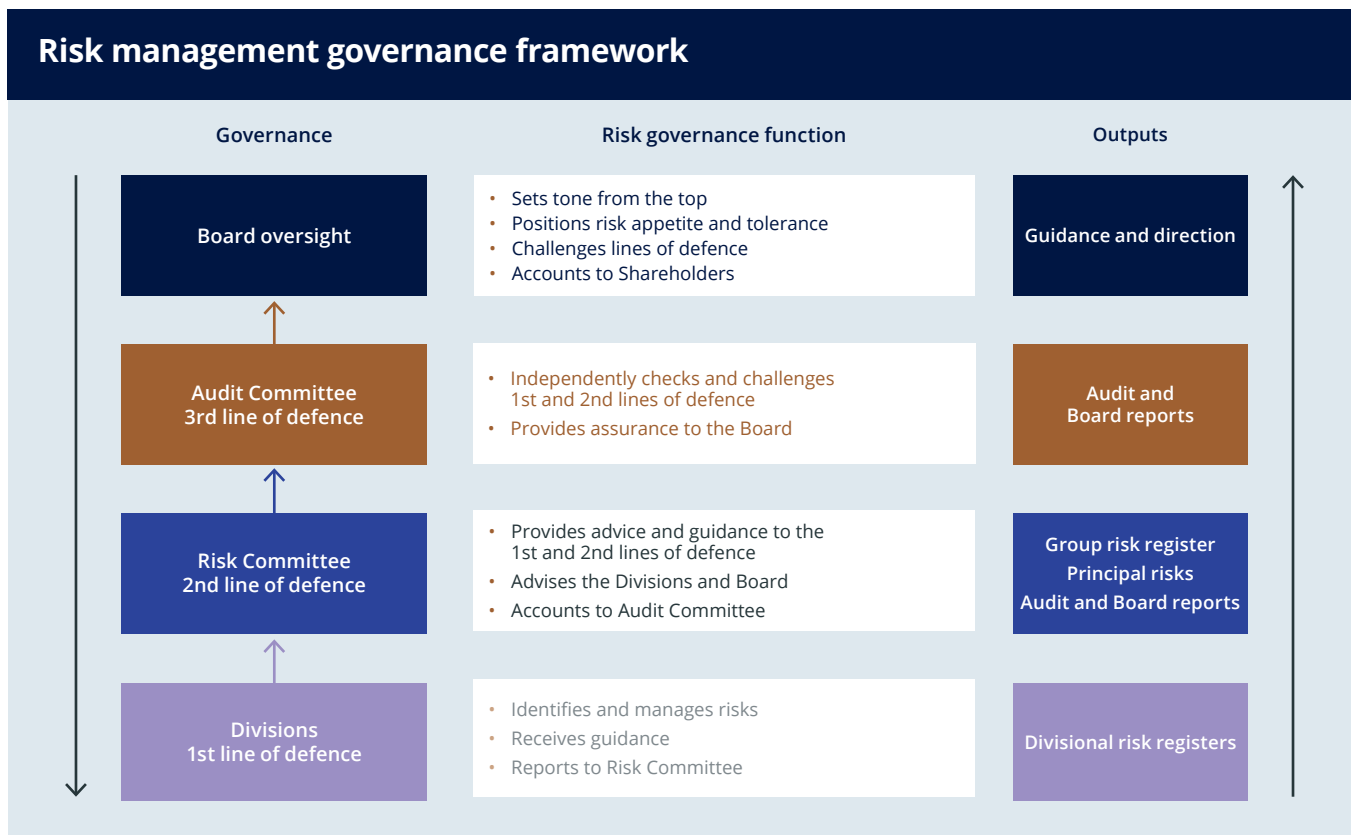 Risk management governance framework
Governance
Risk governance function
Outputs
Board oversight
• Sets tone from the top
• Positions risk appetite and tolerance
• Challenges lines of defence
• Accounts to Shareholders
Guidance and direction
Audit Committee
3rd line of defence
• Independently checks and challenges
1st and 2nd lines of defence
• Provides assurance to the Board
Audit and
Board reports
Risk Committee
2nd line of defence
• Provides advice and guidance to the
1st and 2nd lines of defence
• Advises the Divisions and Board
• Accounts to Audit Committee
Group risk register
Principal risks
Audit and Board reports
Divisions
1st line of defence
• Identifies and manages risks
• Receives guidance
• Reports to Risk Committee
Divisional risk registers